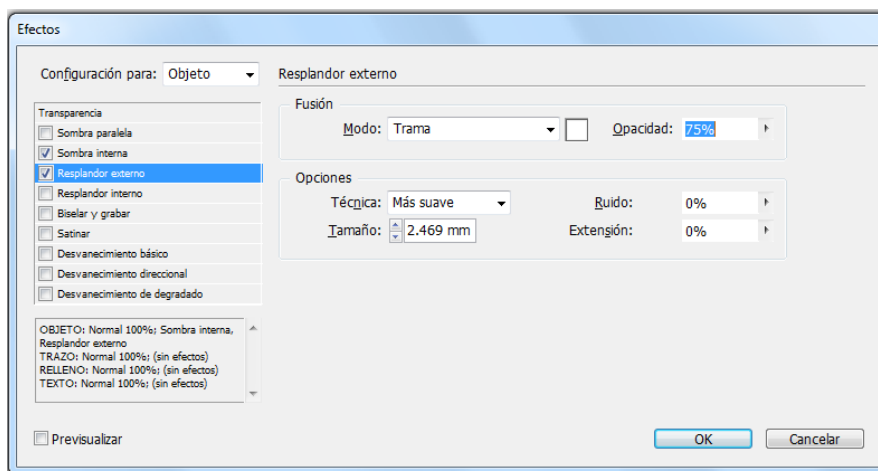 Efectos
Configuración para: Objeto
Resplandor externo
Transparencia
Sombra paralela
Sombra interna
Resplandor externo
Resplandor interno
Biselar y grabar
Satinar
Desvanecimiento básico
Desvanecimiento direccional
Desvanecimiento de degradado
Fusión
Modo: Trama Opacidad: 75%
Opciones
Técnica: Más suave Ruido: 0%
Tamaño: 2.469 mm Extensión: 0%
OBJETO: Normal 100%; Sombra interna,
Resplandor externo
TRAZO: Normal 100%; (sin efectos)
RELLENO: Normal 100%; (sin efectos)
TEXTO: Normal 100%; (sin efectos)
Previsualizar
OK Cancelar